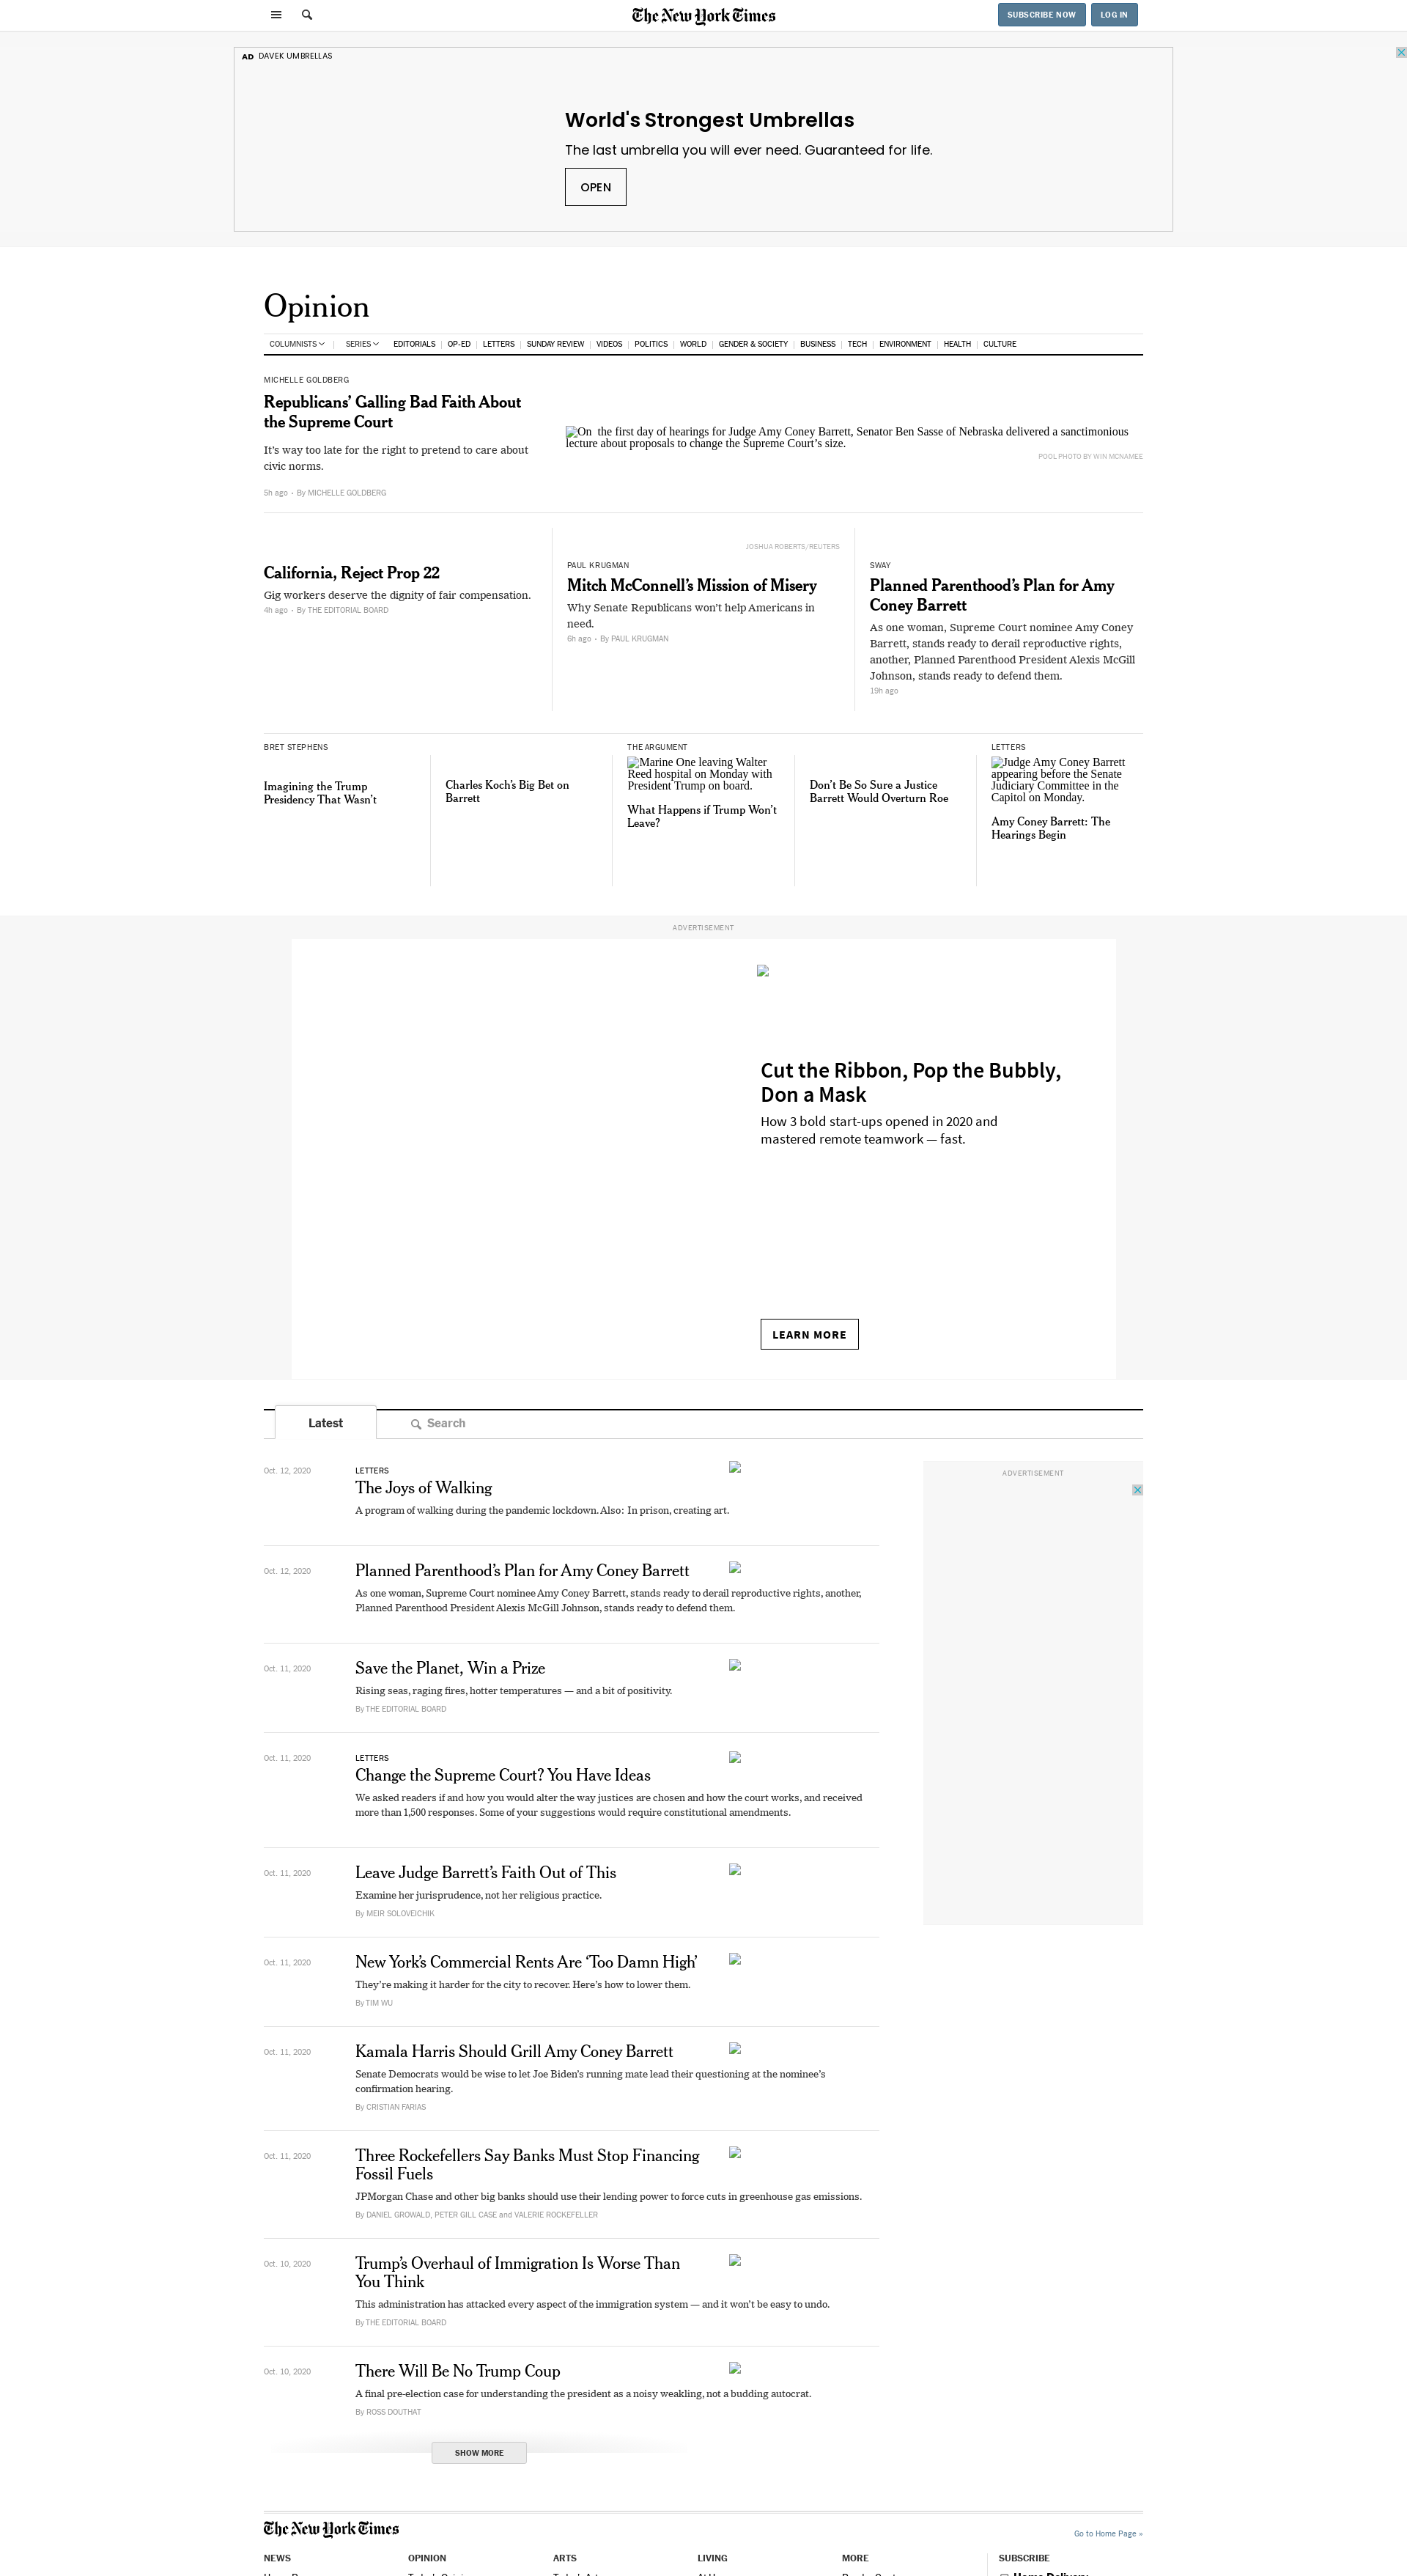 The New York Times
SUBSCRIBE NOW
LOG IN
AD DAVEK UMBRELLAS
World's Strongest Umbrellas
The last umbrella you will ever need. Guaranteed for life.
OPEN
Opinion
COLUMNISTS
SERIES
EDITORIALS
OP-ED
LETTERS
SUNDAY REVIEW
VIDEOS
POLITICS
WORLD
GENDER & SOCIETY
BUSINESS
TECH
ENVIRONMENT
HEALTH
CULTURE
MICHELLE GOLDBERG
Republicans’ Galling Bad Faith About
the Supreme Court
It’s way too late for the right to pretend to care about
civic norms.
5h ago • By MICHELLE GOLDBERG
On the first day of hearings for Judge Amy Coney Barrett, Senator Ben Sasse of Nebraska delivered a sanctimonious
lecture about proposals to change the Supreme Court’s size.
POOL PHOTO BY WIN MCNAMEE
California, Reject Prop 22
Gig workers deserve the dignity of fair compensation.
4h ago • By THE EDITORIAL BOARD
JOSHUA ROBERTS/REUTERS
PAUL KRUGMAN
Mitch McConnell’s Mission of Misery
Why Senate Republicans won’t help Americans in
need.
6h ago • By PAUL KRUGMAN
SWAY
Planned Parenthood’s Plan for Amy
Coney Barrett
As one woman, Supreme Court nominee Amy Coney
Barrett, stands ready to derail reproductive rights,
another, Planned Parenthood President Alexis McGill
Johnson, stands ready to defend them.
19h ago
BRET STEPHENS
Imagining the Trump
Presidency That Wasn’t
Charles Koch’s Big Bet on
Barrett
THE ARGUMENT
Marine One leaving Walter
Reed hospital on Monday with
President Trump on board.
What Happens if Trump Won’t
Leave?
Don’t Be So Sure a Justice
Barrett Would Overturn Roe
LETTERS
Judge Amy Coney Barrett
appearing before the Senate
Judiciary Committee in the
Capitol on Monday.
Amy Coney Barrett: The
Hearings Begin
ADVERTISEMENT
Cut the Ribbon, Pop the Bubbly,
Don a Mask
How 3 bold start-ups opened in 2020 and
mastered remote teamwork — fast.
LEARN MORE
Latest
Search
ADVERTISEMENT
Oct. 12, 2020
LETTERS
The Joys of Walking
A program of walking during the pandemic lockdown. Also: In prison, creating art.
Oct. 12, 2020
Planned Parenthood’s Plan for Amy Coney Barrett
As one woman, Supreme Court nominee Amy Coney Barrett, stands ready to derail reproductive rights, another,
Planned Parenthood President Alexis McGill Johnson, stands ready to defend them.
Oct. 11, 2020
Save the Planet, Win a Prize
Rising seas, raging fires, hotter temperatures — and a bit of positivity.
By THE EDITORIAL BOARD
Oct. 11, 2020
LETTERS
Change the Supreme Court? You Have Ideas
We asked readers if and how you would alter the way justices are chosen and how the court works, and received
more than 1,500 responses. Some of your suggestions would require constitutional amendments.
Oct. 11, 2020
Leave Judge Barrett’s Faith Out of This
Examine her jurisprudence, not her religious practice.
By MEIR SOLOVEICHIK
Oct. 11, 2020
New York’s Commercial Rents Are ‘Too Damn High’
They’re making it harder for the city to recover. Here’s how to lower them.
By TIM WU
Oct. 11, 2020
Kamala Harris Should Grill Amy Coney Barrett
Senate Democrats would be wise to let Joe Biden’s running mate lead their questioning at the nominee’s
confirmation hearing.
By CRISTIAN FARIAS
Oct. 11, 2020
Three Rockefellers Say Banks Must Stop Financing
Fossil Fuels
JPMorgan Chase and other big banks should use their lending power to force cuts in greenhouse gas emissions.
By DANIEL GROWALD, PETER GILL CASE and VALERIE ROCKEFELLER
Oct. 10, 2020
Trump’s Overhaul of Immigration Is Worse Than
You Think
This administration has attacked every aspect of the immigration system — and it won’t be easy to undo.
By THE EDITORIAL BOARD
Oct. 10, 2020
There Will Be No Trump Coup
A final pre-election case for understanding the president as a noisy weakling, not a budding autocrat.
By ROSS DOUTHAT
SHOW MORE
The New York Times
Go to Home Page »
NEWS
OPINION
ARTS
LIVING
MORE
SUBSCRIBE